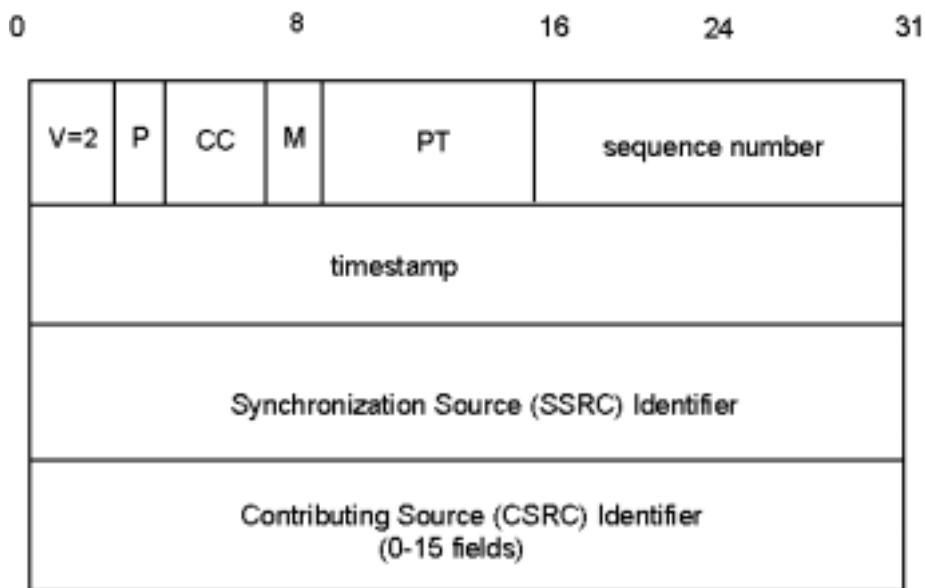 0 8 16 24 31
V=2 P CC M PT sequence number
timestamp
Synchronization Source (SSRC) Identifier
Contributing Source (CSRC) Identifier
(0-15 fields)